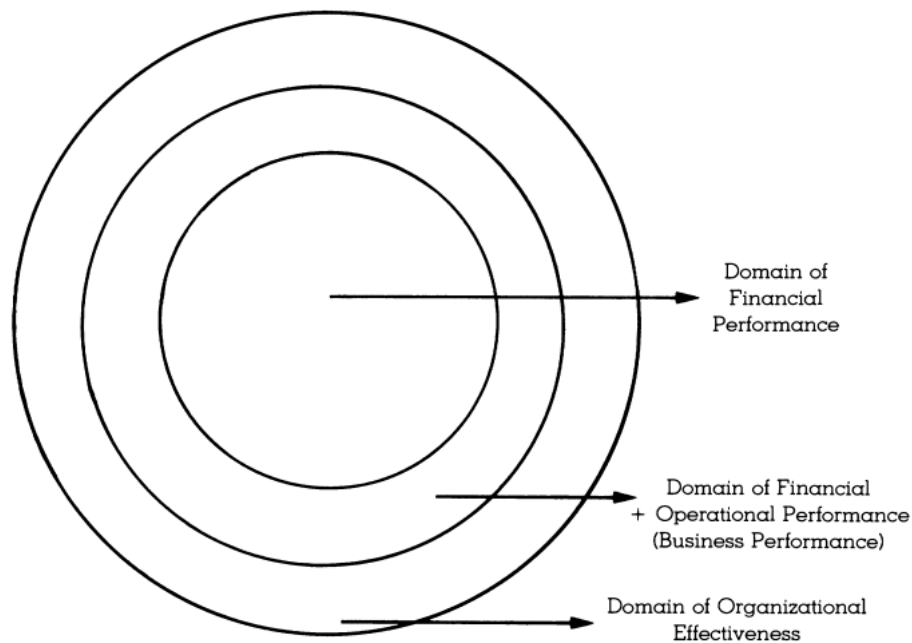 Domain of
Financial
Performance
Domain of Financial
+ Operational Performance
(Business Performance)
Domain of Organizational
Effectiveness